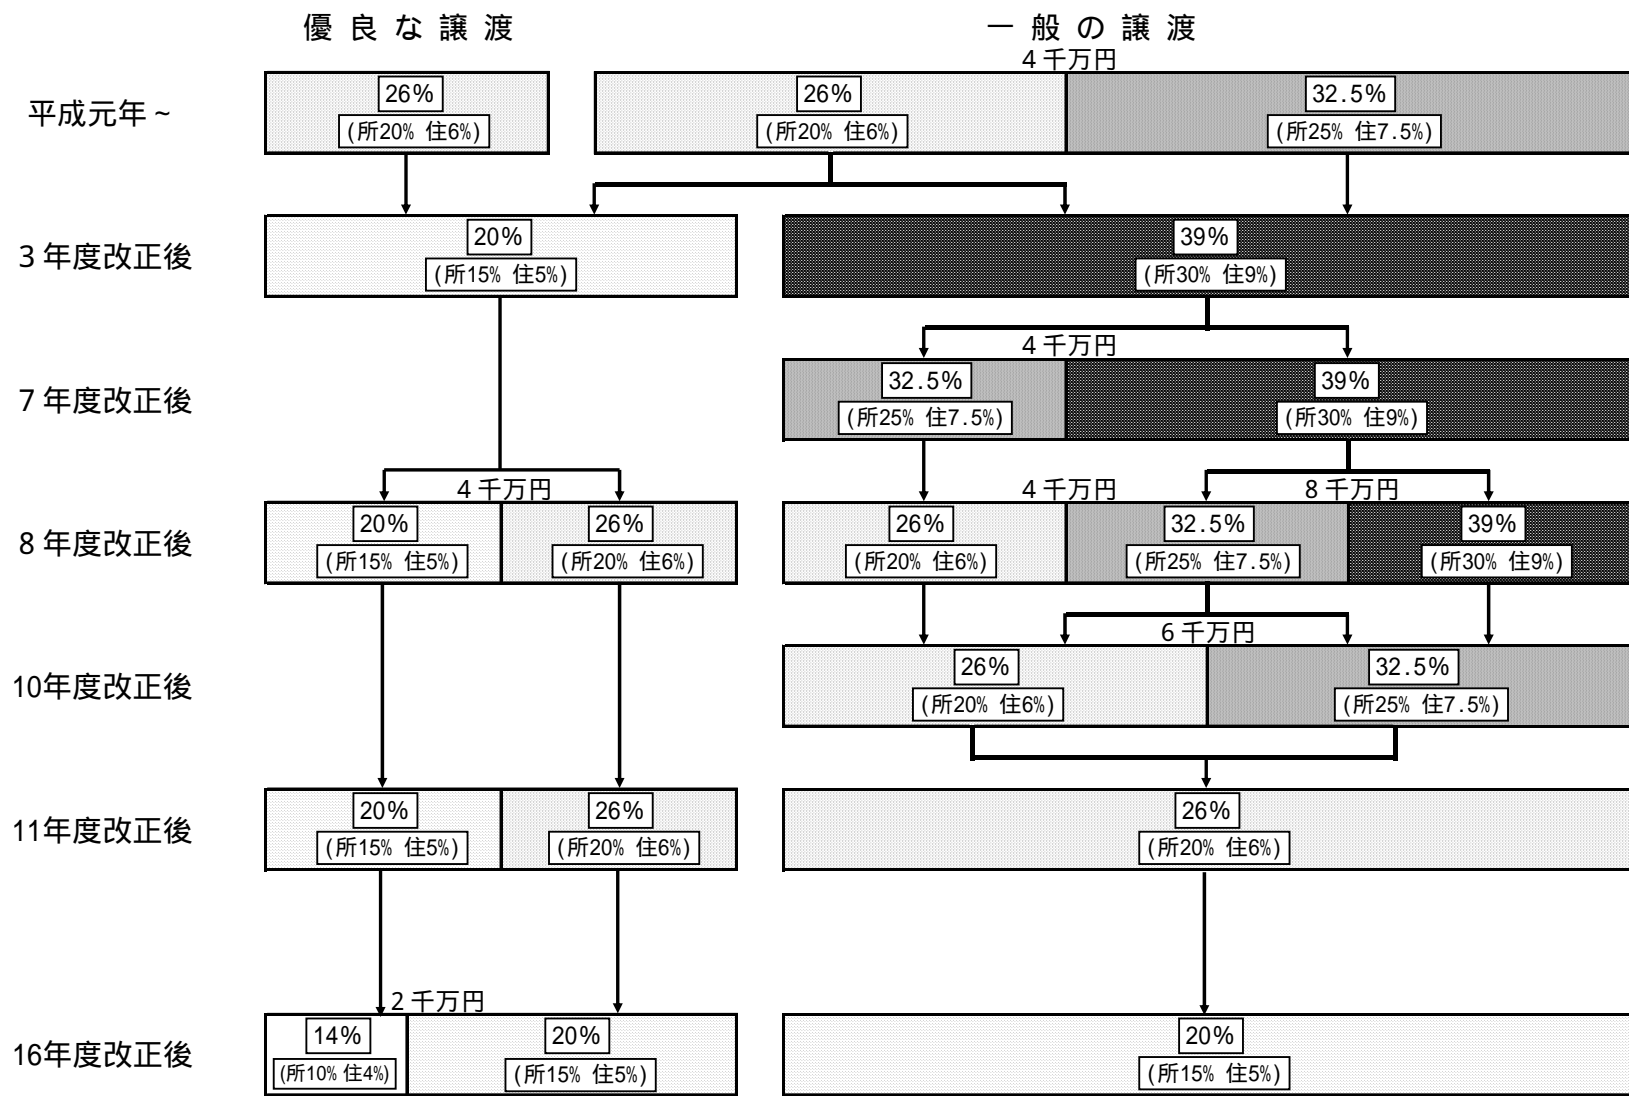 優良な譲渡
一般の譲渡
平成元年~
4千万円
26%
(所20% 住6%)
26%
(所20% 住6%)
32.5%
(所25% 住7.5%)
3年度改正後
20%
(所15% 住5%)
39%
(所30% 住9%)
7年度改正後
4千万円
32.5%
(所25% 住7.5%)
39%
(所30% 住9%)
8年度改正後
4千万円
20%
(所15% 住5%)
26%
(所20% 住6%)
4千万円
8千万円
26%
(所20% 住6%)
32.5%
(所25% 住7.5%)
39%
(所30% 住9%)
10年度改正後
6千万円
26%
(所20% 住6%)
32.5%
(所25% 住7.5%)
11年度改正後
20%
(所15% 住5%)
26%
(所20% 住6%)
26%
(所20% 住6%)
16年度改正後
2千万円
14%
(所10% 住4%)
20%
(所15% 住5%)
20%
(所15% 住5%)